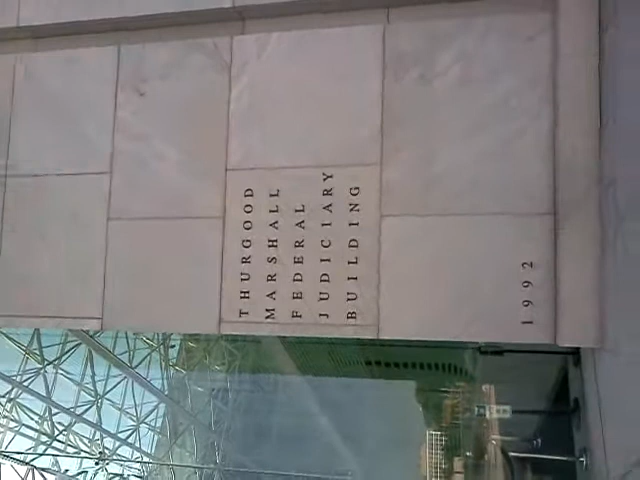 THURGOOD
MARSHALL
FEDERAL
JUDICIARY
BUILDING
1992